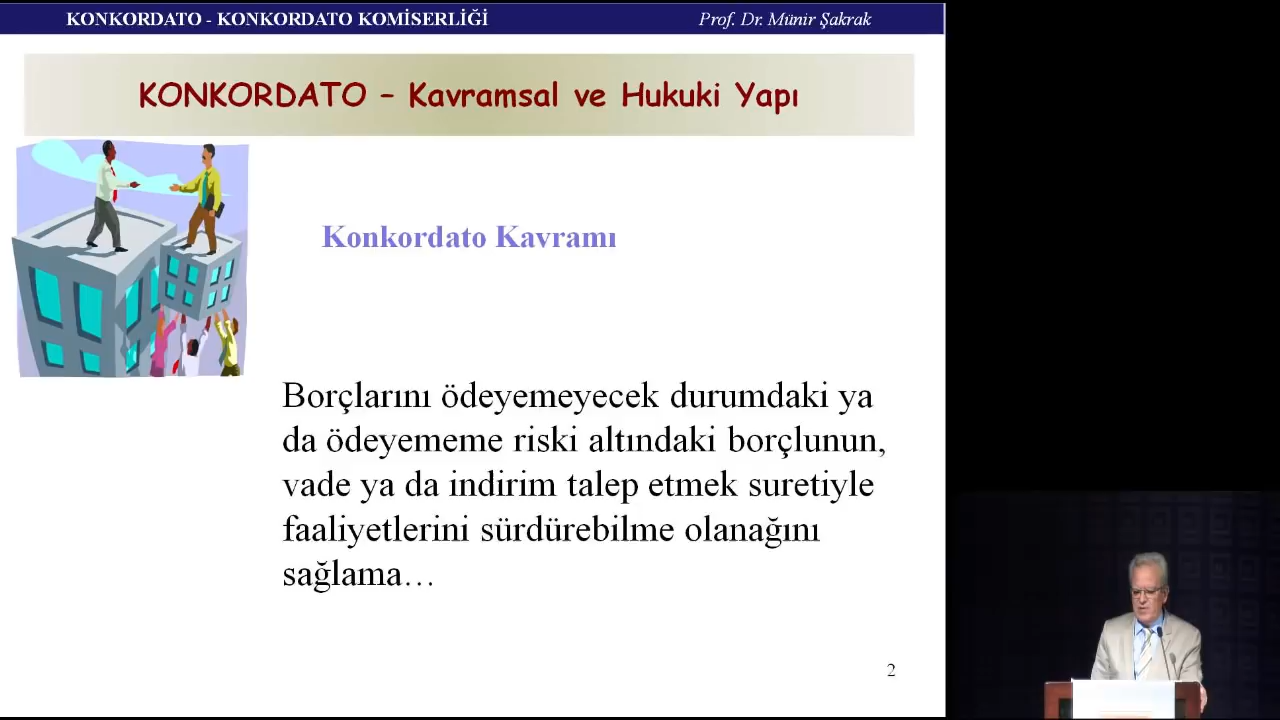 KONKORDATO - KONKORDATO KOMİSERLİĞİ
Prof. Dr. Münir Şakrak
KONKORDATO – Kavramsal ve Hukuki Yapı
Konkordato Kavramı
Borçlarını ödeyemeyecek durumdaki ya
da ödeyememe riski altındaki borçlunun,
vade ya da indirim talep etmek suretiyle
faaliyetlerini sürdürebilme olanağını
sağlama…
2